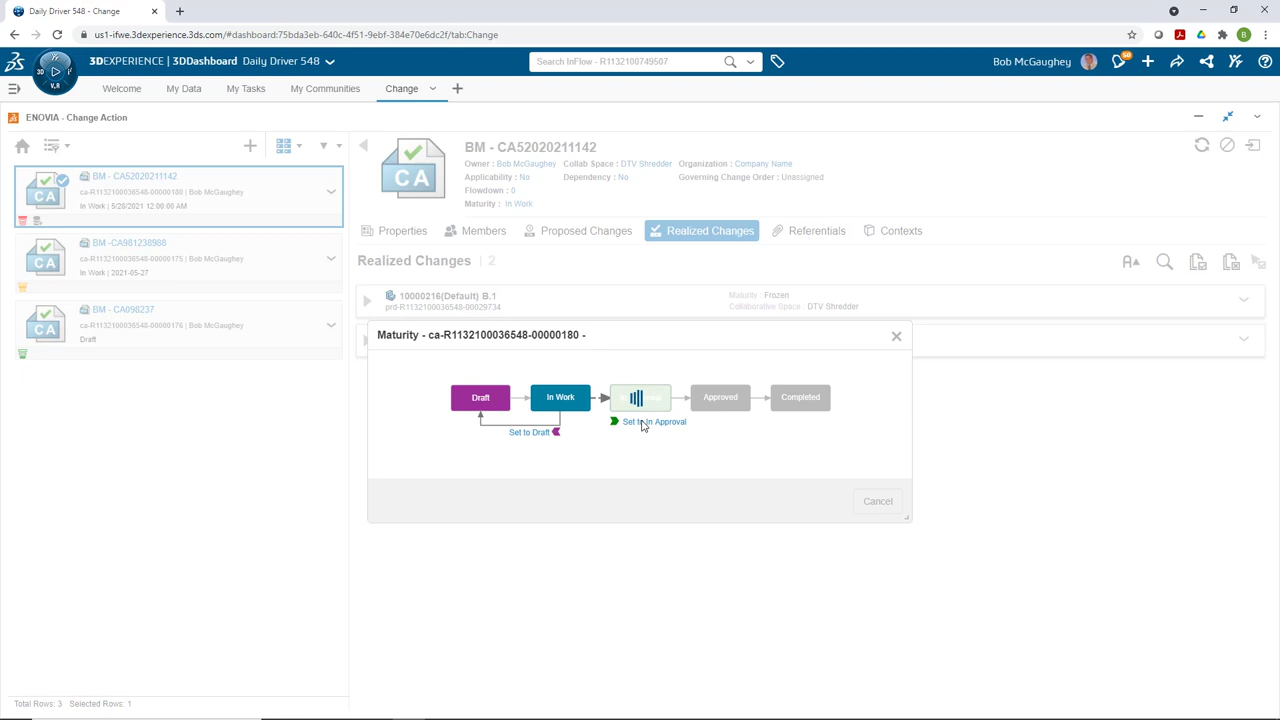 Daily Driver 548 - Change
us1-ifwe.3dexperience.3ds.com/#dashboard:75bda3eb-640c-4f51-9ebf-384e70e6dc2f/tab:Change
B
3DEXPERIENCE | 3DDashboard Daily Driver 548
Search InFlow - R1132100749507
Bob McGaughey
50
3D
V.R
Welcome
My Data
My Tasks
My Communities
Change
ENOVIA - Change Action
BM - CA52020211142
ca-R1132100036548-00000180 | Bob McGaughey
In Work | 5/28/2021 12:00:00 AM
BM -CA981238988
ca-R1132100036548-00000175 | Bob McGaughey
In Work | 2021-05-27
BM - CA098237
ca-R1132100036548-00000176 | Bob McGaughey
Draft
CA
BM - CA52020211142
Owner : Bob McGaughey Collab Space : DTV Shredder Organization : Company Name
Applicability : No Dependency : No Governing Change Order : Unassigned
Flowdown : 0
Maturity : In Work
Properties
Members
Proposed Changes
Realized Changes
Referentials
Contexts
Realized Changes | 2
10000216(Default) B.1
prd-R1132100036548-00029734
Maturity : Frozen
Collaborative Space : DTV Shredder
Maturity - ca-R1132100036548-00000180 -
Draft
In Work
Approved
Completed
Set to In Approval
Set to Draft
Cancel
Total Rows: 3 Selected Rows: 1